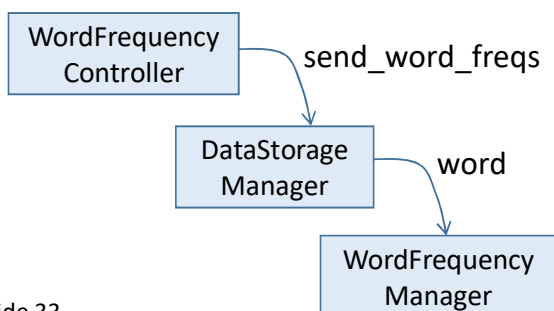 WordFrequency
Controller
send_word_freqs
DataStorage
Manager
word
WordFrequency
Manager